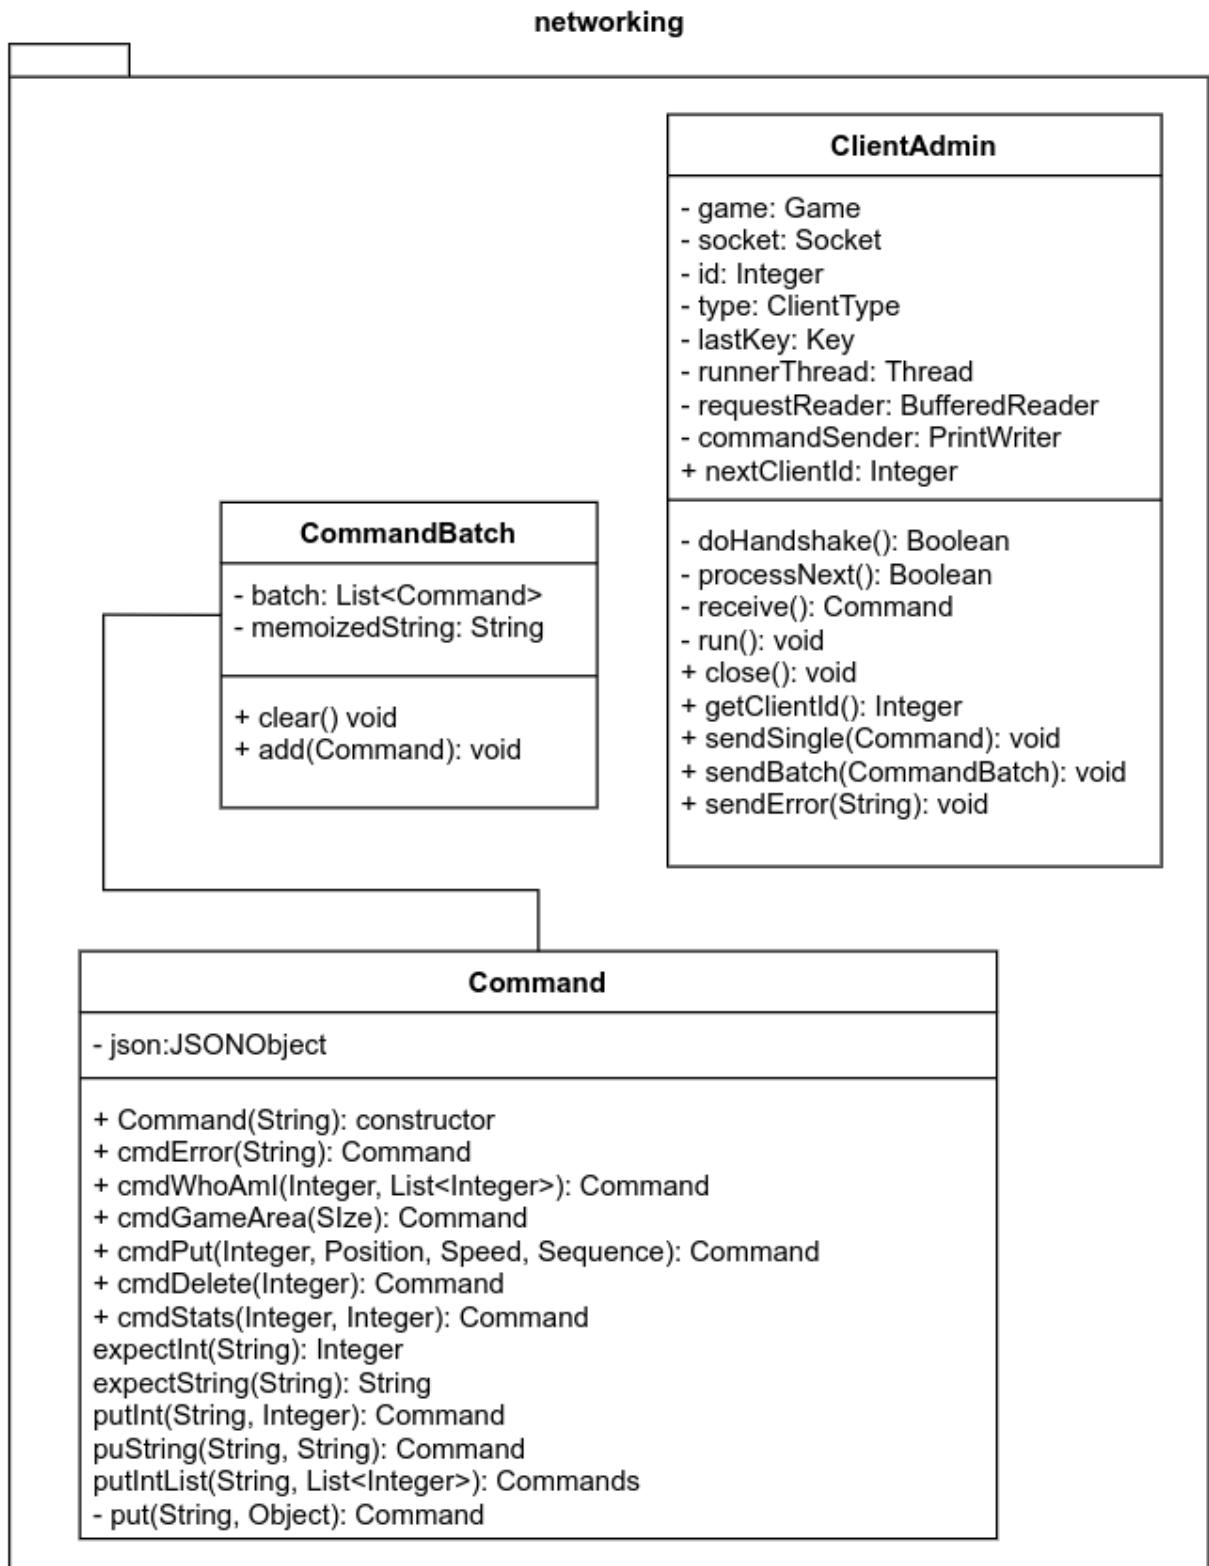 networking
ClientAdmin
- game: Game
- socket: Socket
- id: Integer
- type: ClientType
- lastKey: Key
- runnerThread: Thread
- requestReader: BufferedReader
- commandSender: PrintWriter
+ nextClientId: Integer
- doHandshake(): Boolean
- processNext(): Boolean
- receive(): Command
- run(): void
+ close(): void
+ getClientId(): Integer
+ sendSingle(Command): void
+ sendBatch(CommandBatch): void
+ sendError(String): void
CommandBatch
- batch: List<Command>
- memoizedString: String
+ clear() void
+ add(Command): void
Command
- json:JSONObject
+ Command(String): constructor
+ cmdError(String): Command
+ cmdWhoAmI(Integer, List<Integer>): Command
+ cmdGameArea(SIze): Command
+ cmdPut(Integer, Position, Speed, Sequence): Command
+ cmdDelete(Integer): Command
+ cmdStats(Integer, Integer): Command
expectInt(String): Integer
expectString(String): String
putInt(String, Integer): Command
puString(String, String): Command
putIntList(String, List<Integer>): Commands
- put(String, Object): Command